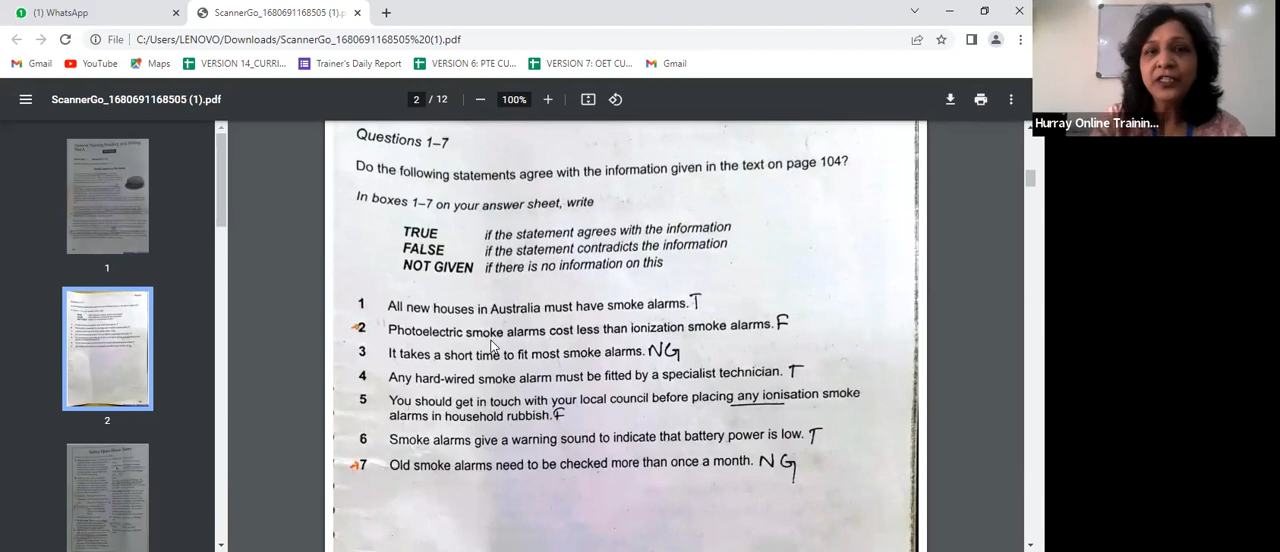 (1) WhatsApp
ScannerGo_1680691168505 (1).p
File C:/Users/LENOVO/Downloads/ScannerGo_1680691168505%20(1).pdf
Gmail YouTube Maps VERSION 14_CURRI... Trainer's Daily Report VERSION 6: PTE CU... VERSION 7: OET CU... Gmail
ScannerGo_1680691168505 (1).pdf 2 / 12 100%
Hurray Online Trainin...
1
2
Questions 1–7
Do the following statements agree with the information given in the text on page 104?
In boxes 1–7 on your answer sheet, write
TRUE if the statement agrees with the information
FALSE if the statement contradicts the information
NOT GIVEN if there is no information on this
1 All new houses in Australia must have smoke alarms. T
2 Photoelectric smoke alarms cost less than ionization smoke alarms. F
3 It takes a short time to fit most smoke alarms. NG
4 Any hard-wired smoke alarm must be fitted by a specialist technician. T
5 You should get in touch with your local council before placing any ionisation smoke
alarms in household rubbish. F
6 Smoke alarms give a warning sound to indicate that battery power is low. T
7 Old smoke alarms need to be checked more than once a month. NG